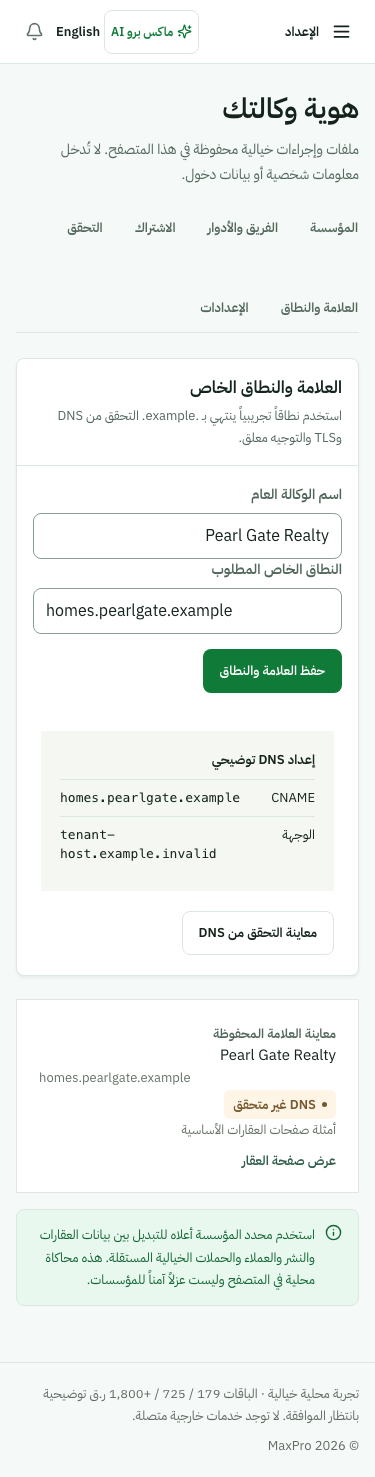 الإعداد
ماكس برو AI
English
هوية وكالتك
ملفات وإجراءات خيالية محفوظة في هذا المتصفح. لا تُدخل
معلومات شخصية أو بيانات دخول.
المؤسسة
الفريق والأدوار
الاشتراك
التحقق
العلامة والنطاق
الإعدادات
العلامة والنطاق الخاص
استخدم نطاقاً تجريبياً ينتهي بـ .example. التحقق من DNS
وTLS والتوجيه معلق.
اسم الوكالة العام
Pearl Gate Realty
النطاق الخاص المطلوب
homes.pearlgate.example
حفظ العلامة والنطاق
إعداد DNS توضيحي
CNAME homes.pearlgate.example
الوجهة tenant-
host.example.invalid
معاينة التحقق من DNS
معاينة العلامة المحفوظة
Pearl Gate Realty
homes.pearlgate.example
DNS غير متحقق
أمثلة صفحات العقارات الأساسية
عرض صفحة العقار
استخدم محدد المؤسسة أعلاه للتبديل بين بيانات العقارات
والنشر والعملاء والحملات الخيالية المستقلة. هذه محاكاة
محلية في المتصفح وليست عزلاً آمناً للمؤسسات.
تجربة محلية خيالية · الباقات 179 / 725 / +1,800 ر.ق توضيحية
بانتظار الموافقة. لا توجد خدمات خارجية متصلة.
© 2026 MaxPro